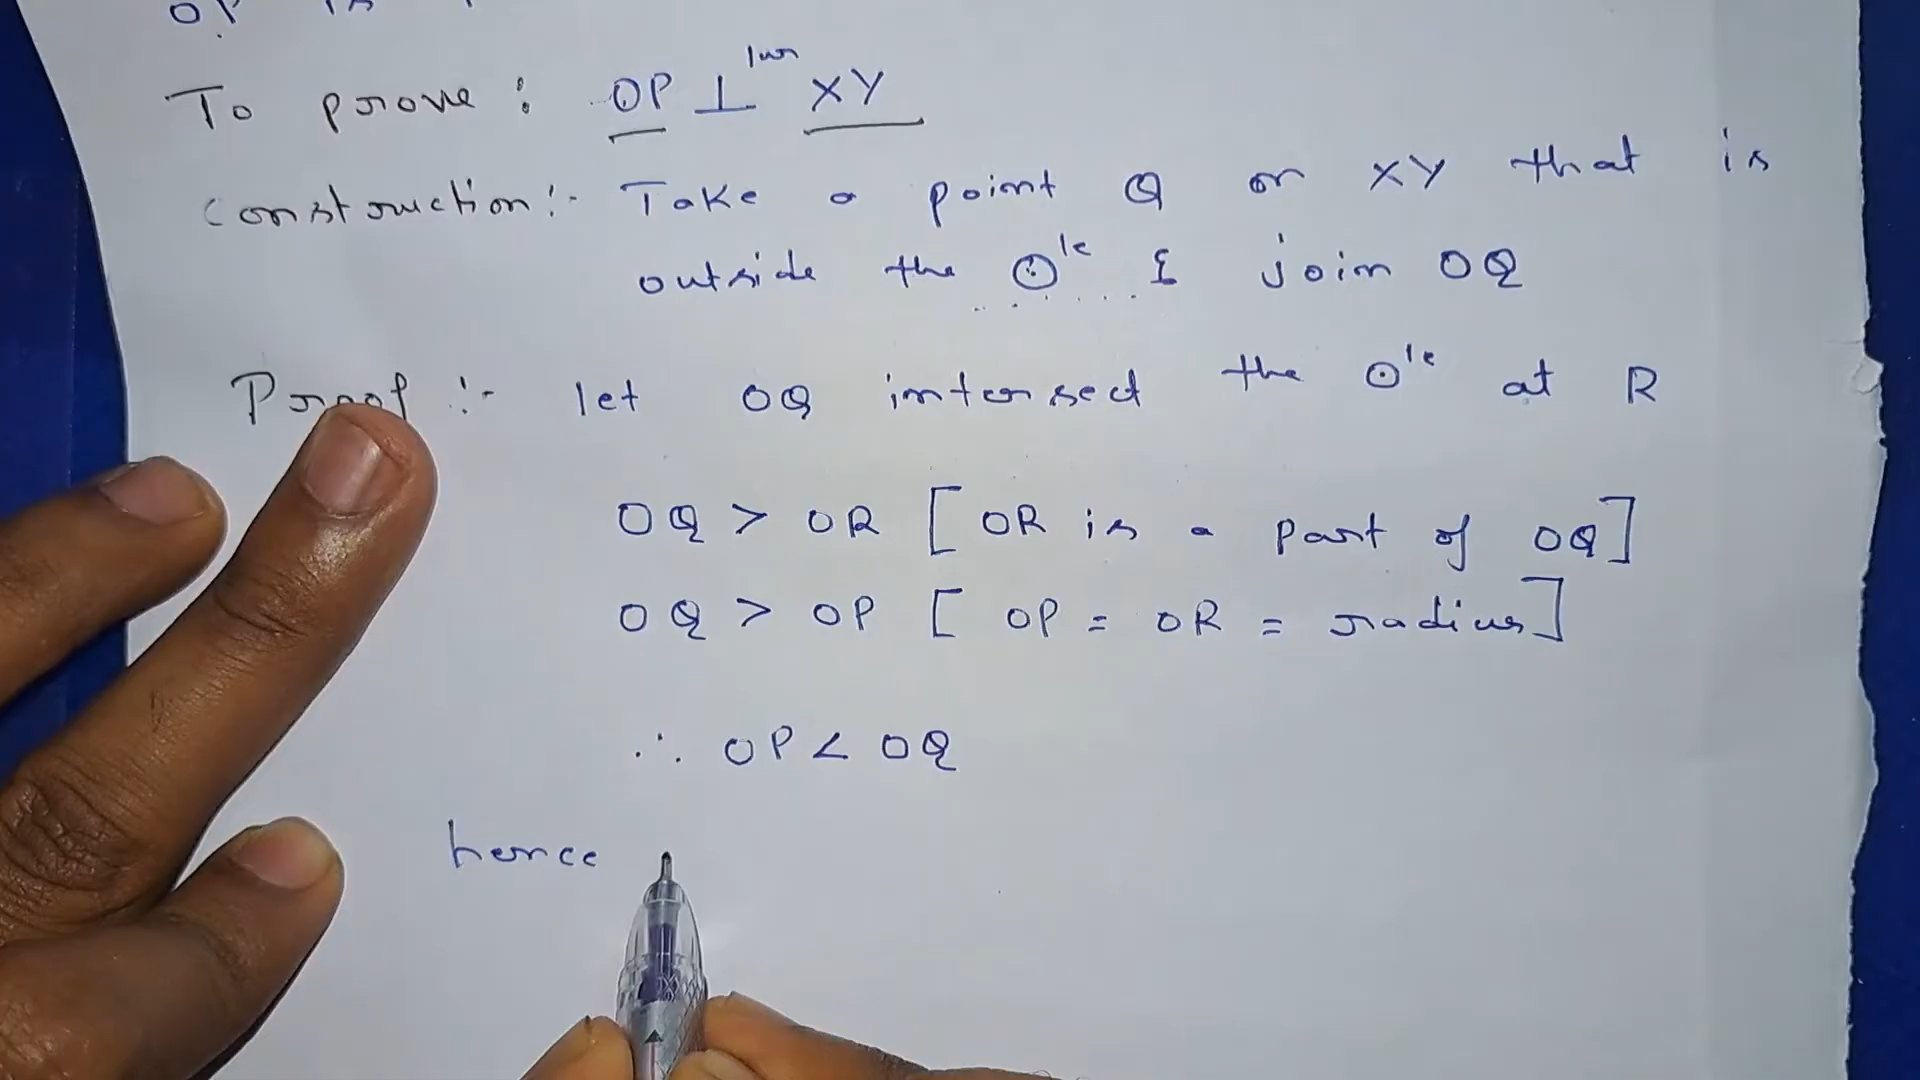 OP is
To prove : OP ⊥lar XY
Construction :- Take a point Q on XY that is
outside the ⊙le & join OQ
Proof :- let OQ intersect the ⊙le at R
OQ > OR [OR is a part of OQ]
OQ > OP [OP = OR = radius]
∴ OP < OQ
hence